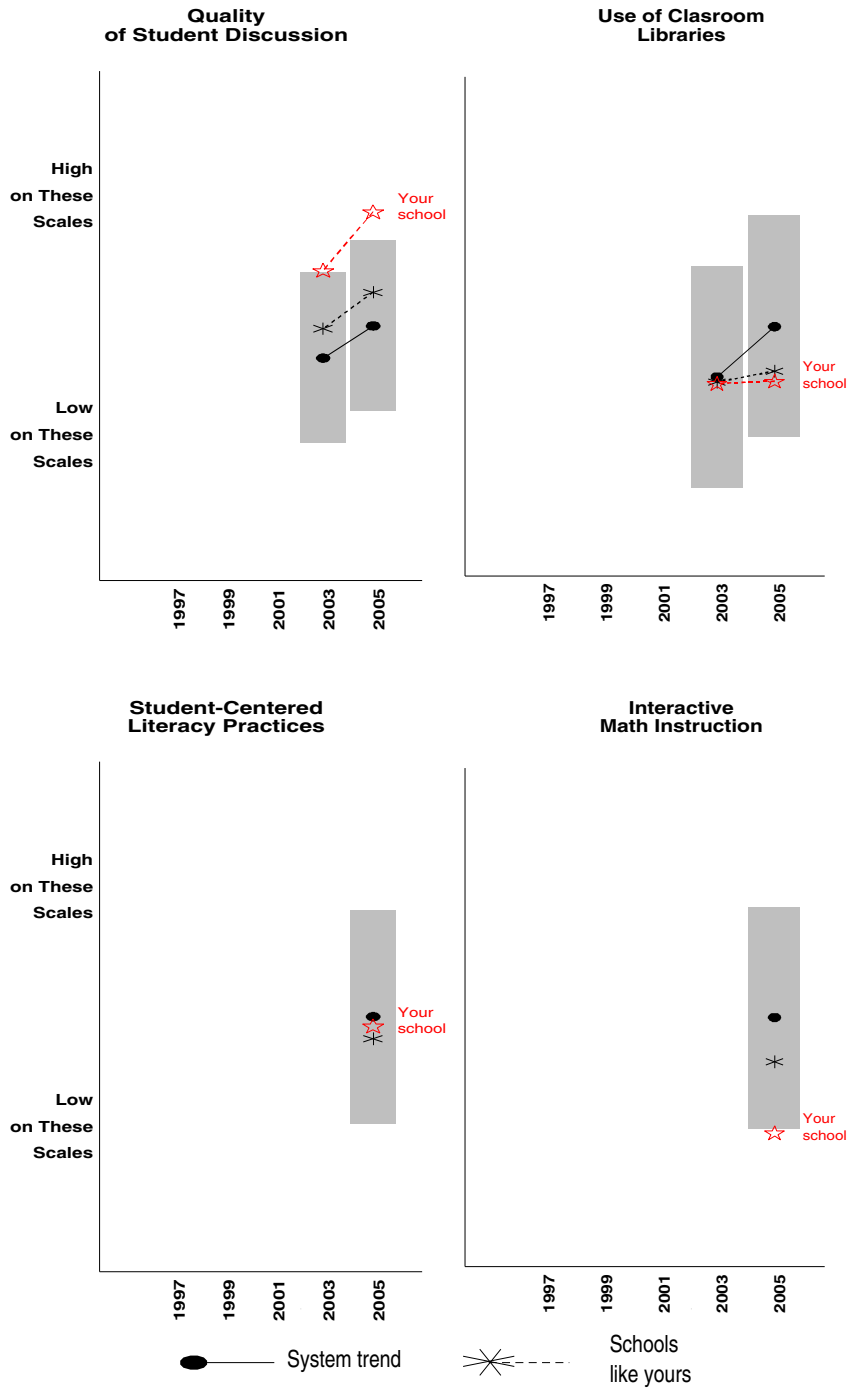 Quality
of Student Discussion
High
on These
Scales
Low
on These
Scales
Your
school
1997
1999
2001
2003
2005
Use of Clasroom
Libraries
Your
school
1997
1999
2001
2003
2005
Student-Centered
Literacy Practices
High
on These
Scales
Low
on These
Scales
Your
school
1997
1999
2001
2003
2005
Interactive
Math Instruction
Your
school
1997
1999
2001
2003
2005
System trend
Schools
like yours